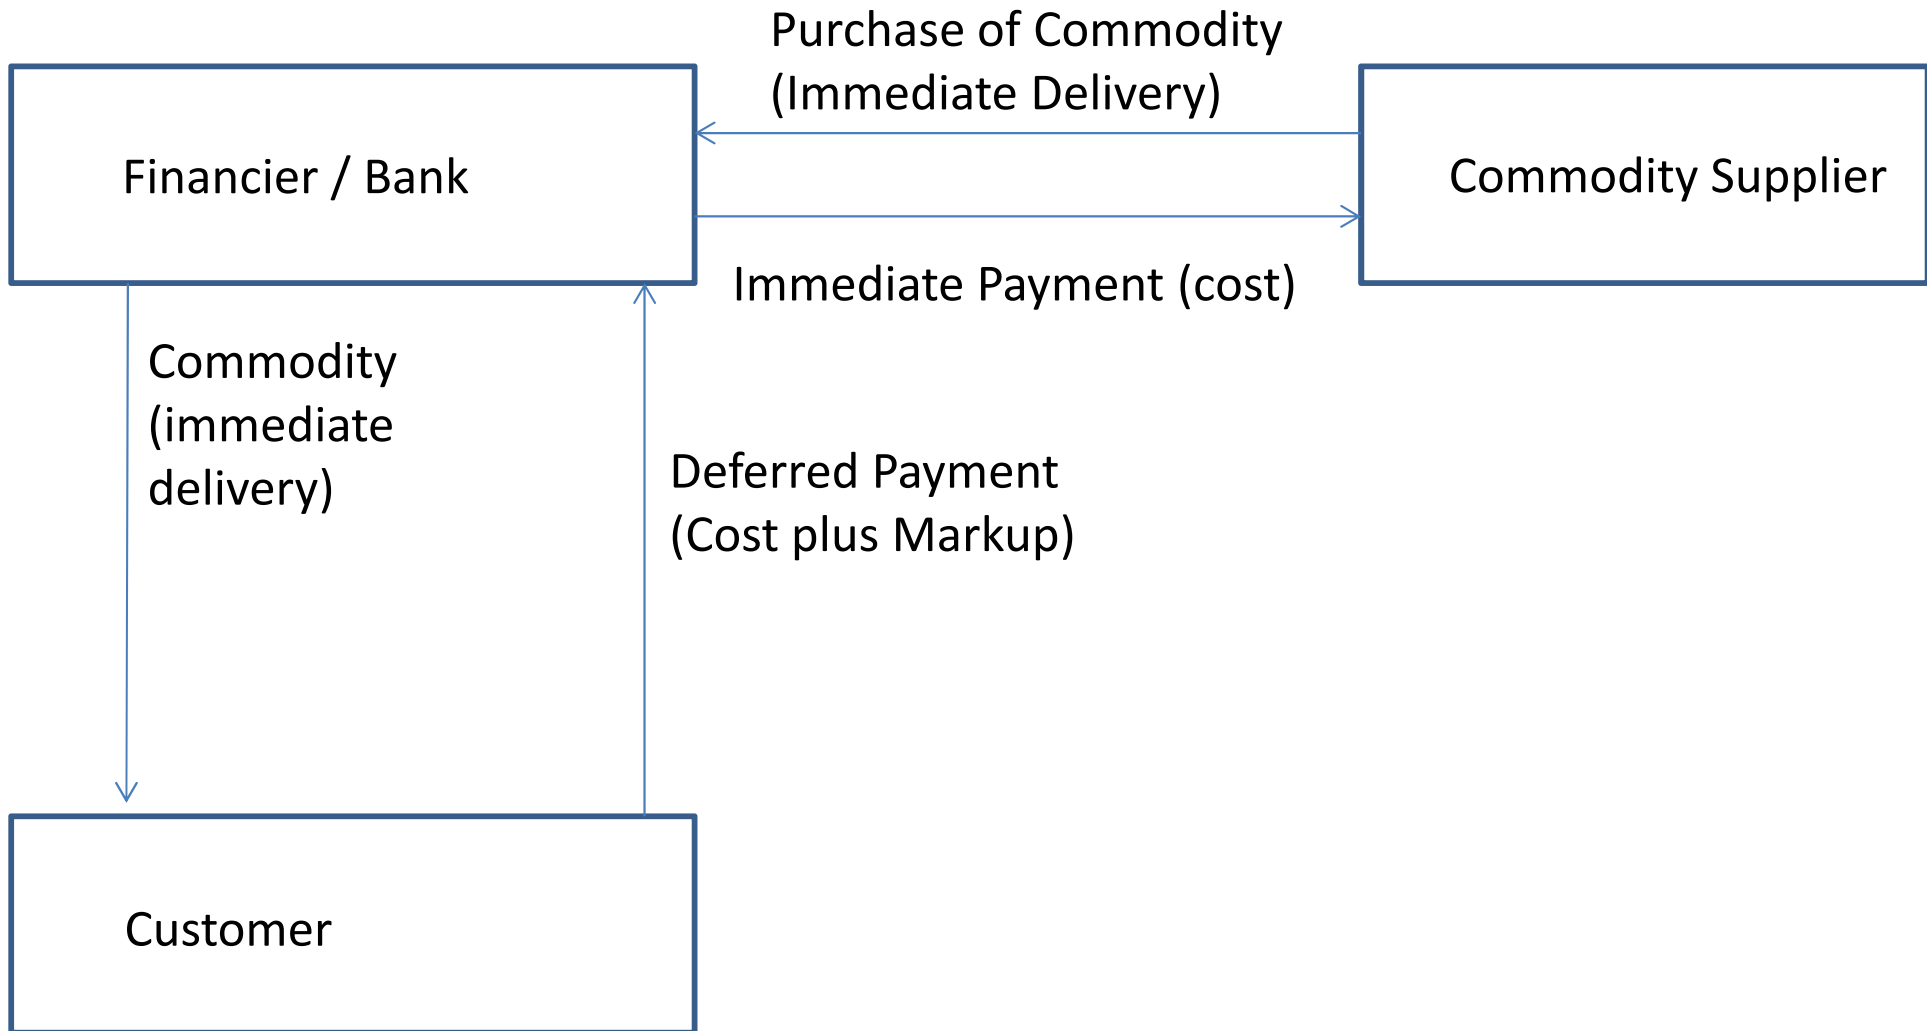 Purchase of Commodity
(Immediate Delivery)
Financier / Bank
Commodity Supplier
Immediate Payment (cost)
Commodity
(immediate
delivery)
Deferred Payment
(Cost plus Markup)
Customer